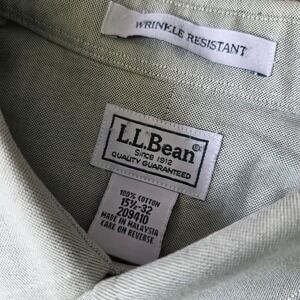 WRINKLE RESISTANT
L.L.Bean®
SINCE 1912
QUALITY GUARANTEED
100% COTTON
15½-32
209410
MADE IN MALAYSIA
CARE ON REVERSE